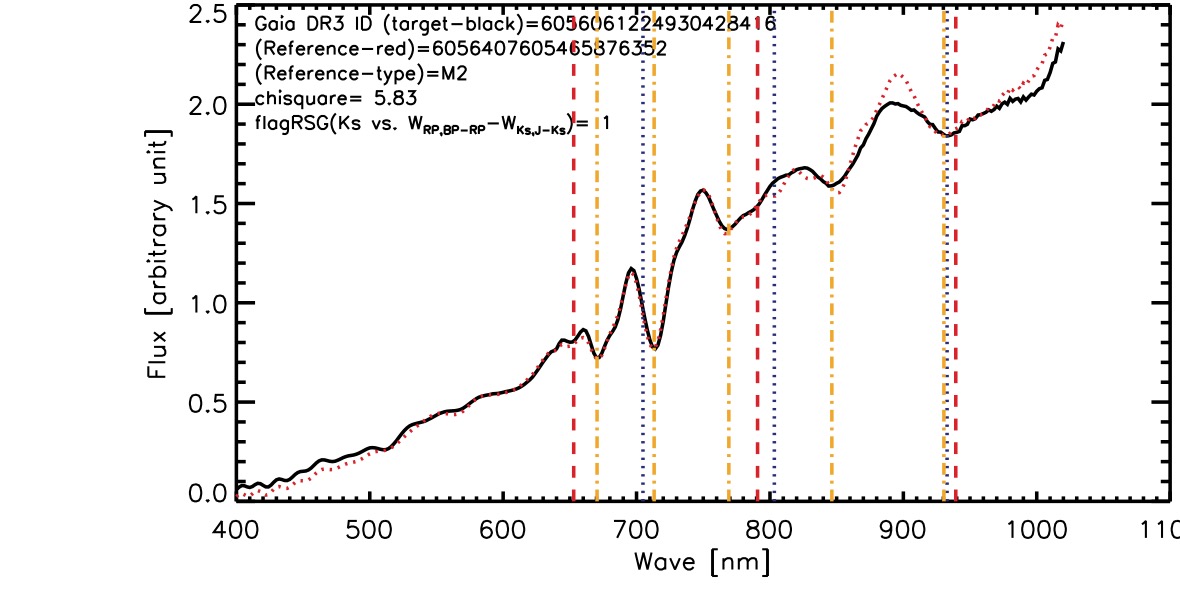 Gaia DR3 ID (target-black)=6056061224930428416
(Reference-red)=6056407605465876352
(Reference-type)=M2
chisquare= 5.83
flagRSG(Ks vs. WRP,BP-RP-WKs,J-Ks)= 1
2.5
2.0
1.5
1.0
0.5
0.0
Flux [arbitrary unit]
400 500 600 700 800 900 1000 110
Wave [nm]